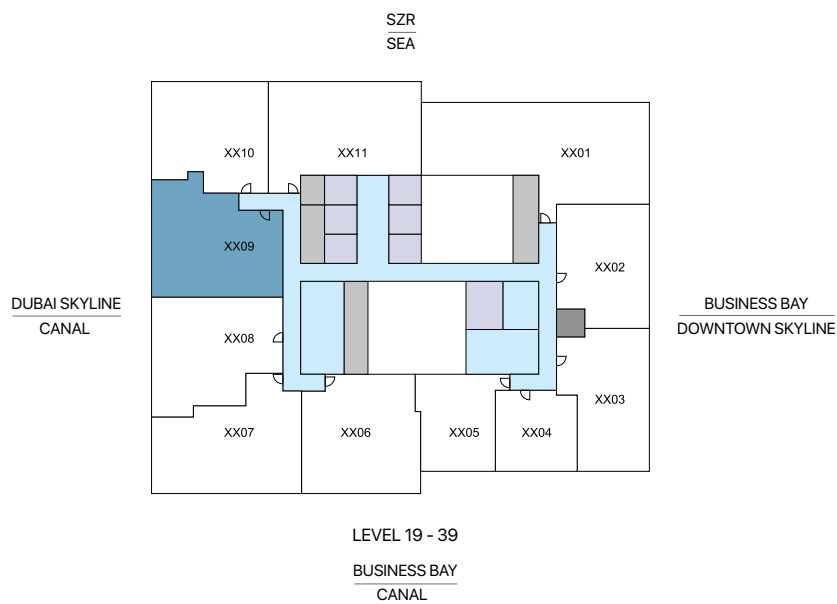 SZR
SEA
XX10
XX11
XX01
XX09
XX02
DUBAI SKYLINE
CANAL
BUSINESS BAY
DOWNTOWN SKYLINE
XX08
XX03
XX07
XX06
XX05
XX04
LEVEL 19 - 39
BUSINESS BAY
CANAL